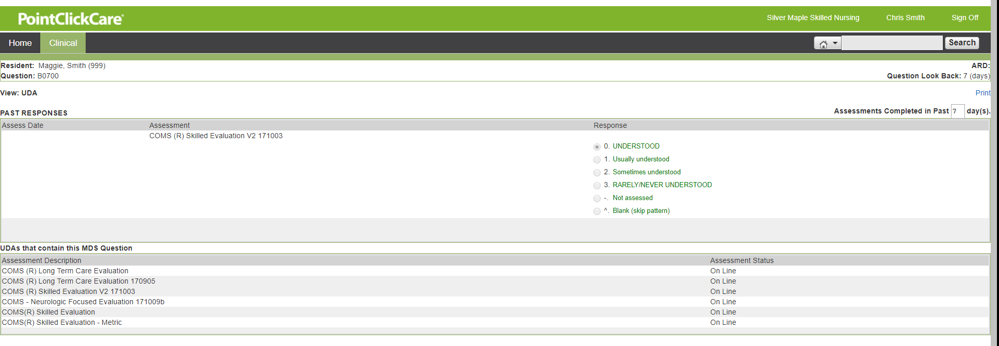 PointClickCare® Silver Maple Skilled Nursing Chris Smith Sign Off
Home Clinical Search
Resident: Maggie, Smith (999) ARD:
Question: B0700 Question Look Back: 7 (days)
View: UDA Print
PAST RESPONSES Assessments Completed in Past 7 day(s).
Assess Date Assessment Response
COMS (R) Skilled Evaluation V2 171003
0. UNDERSTOOD
1. Usually understood
2. Sometimes understood
3. RARELY/NEVER UNDERSTOOD
-. Not assessed
^. Blank (skip pattern)
UDAs that contain this MDS Question
Assessment Description Assessment Status
COMS (R) Long Term Care Evaluation On Line
COMS (R) Long Term Care Evaluation 170905 On Line
COMS (R) Skilled Evaluation V2 171003 On Line
COMS - Neurologic Focused Evaluation 171009b On Line
COMS(R) Skilled Evaluation On Line
COMS(R) Skilled Evaluation - Metric On Line